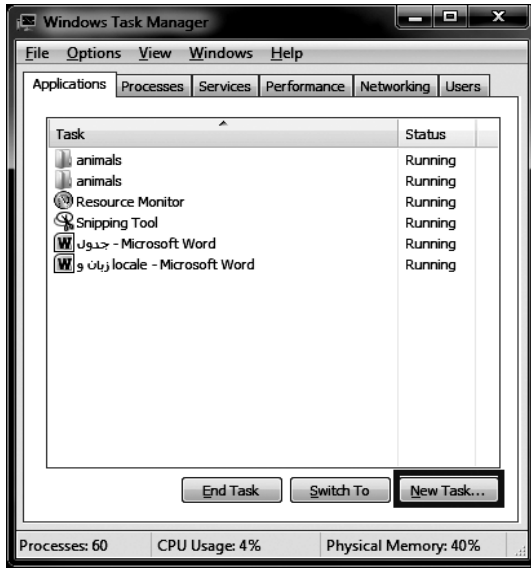 Windows Task Manager
File Options View Windows Help
Applications Processes Services Performance Networking Users
Task Status
animals Running
animals Running
Resource Monitor Running
Snipping Tool Running
جدول - Microsoft Word Running
زبان و locale - Microsoft Word Running
End Task Switch To New Task...
Processes: 60 CPU Usage: 4% Physical Memory: 40%